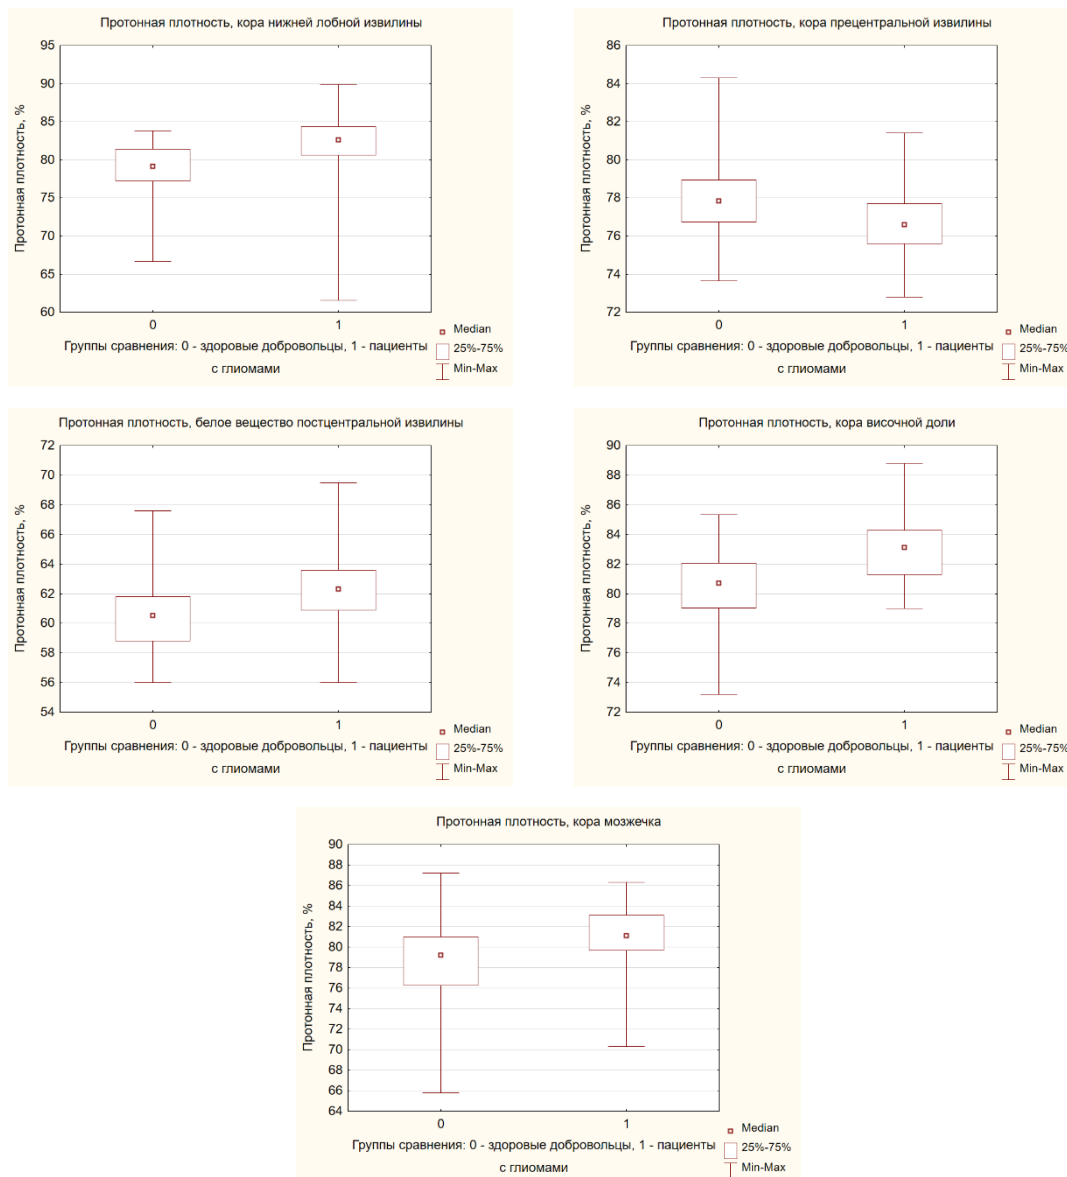 Протонная плотность, кора нижней лобной извилины
Протонная плотность, %
95
90
85
80
75
70
65
60
0
1
Группы сравнения: 0 - здоровые добровольцы, 1 - пациенты
с глиомами
Median
25%-75%
Min-Max
Протонная плотность, кора прецентральной извилины
Протонная плотность, %
86
84
82
80
78
76
74
72
0
1
Группы сравнения: 0 - здоровые добровольцы, 1 - пациенты
с глиомами
Median
25%-75%
Min-Max
Протонная плотность, белое вещество постцентральной извилины
Протонная плотность, %
72
70
68
66
64
62
60
58
56
54
0
1
Группы сравнения: 0 - здоровые добровольцы, 1 - пациенты
с глиомами
Median
25%-75%
Min-Max
Протонная плотность, кора височной доли
Протонная плотность, %
90
88
86
84
82
80
78
76
74
72
0
1
Группы сравнения: 0 - здоровые добровольцы, 1 - пациенты
с глиомами
Median
25%-75%
Min-Max
Протонная плотность, кора мозжечка
Протонная плотность, %
90
88
86
84
82
80
78
76
74
72
70
68
66
64
0
1
Группы сравнения: 0 - здоровые добровольцы, 1 - пациенты
с глиомами
Median
25%-75%
Min-Max